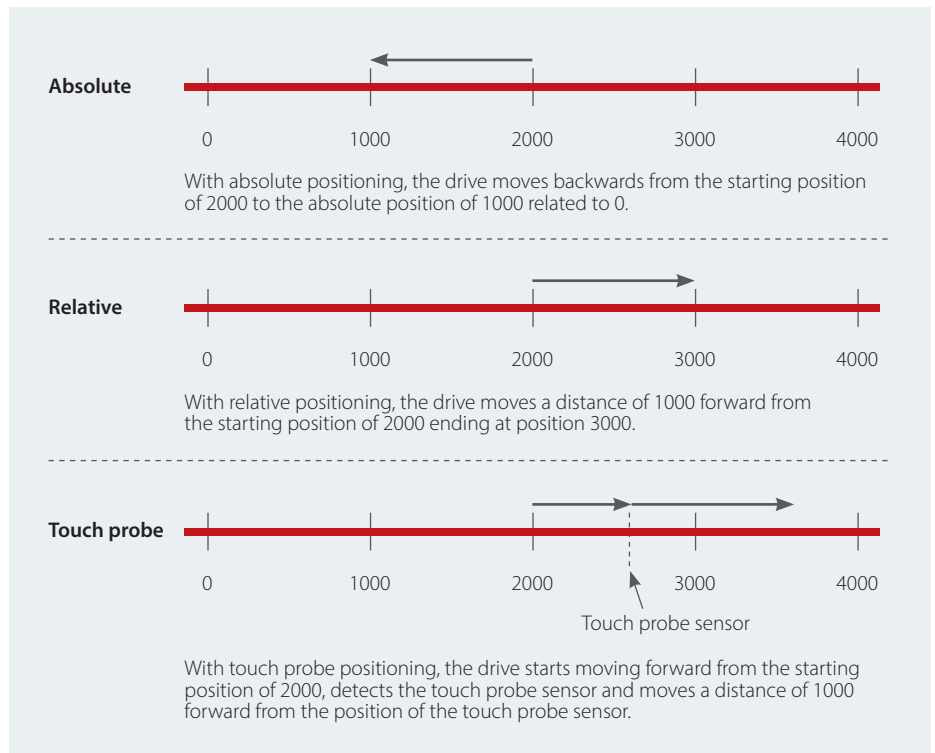 Absolute
0 1000 2000 3000 4000
With absolute positioning, the drive moves backwards from the starting position
of 2000 to the absolute position of 1000 related to 0.
Relative
0 1000 2000 3000 4000
With relative positioning, the drive moves a distance of 1000 forward from
the starting position of 2000 ending at position 3000.
Touch probe
0 1000 2000 3000 4000
Touch probe sensor
With touch probe positioning, the drive starts moving forward from the starting
position of 2000, detects the touch probe sensor and moves a distance of 1000
forward from the position of the touch probe sensor.